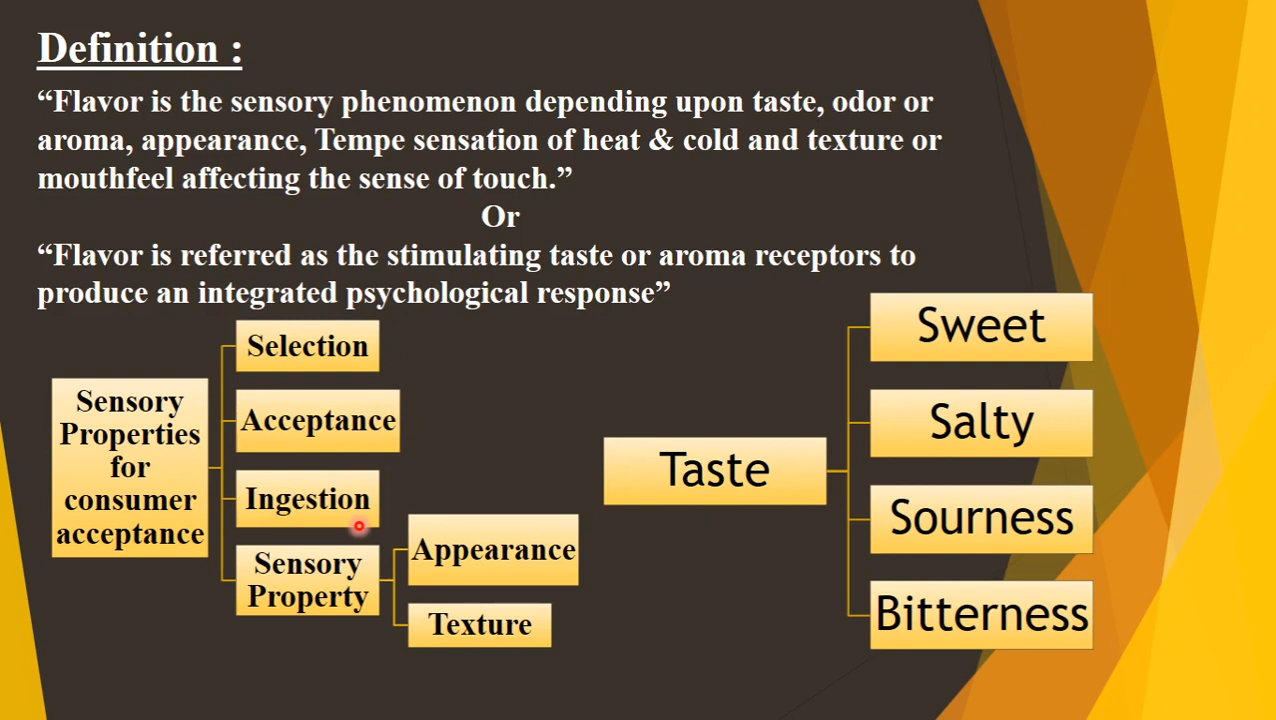 Definition :
“Flavor is the sensory phenomenon depending upon taste, odor or
aroma, appearance, Tempe sensation of heat & cold and texture or
mouthfeel affecting the sense of touch.”
Or
“Flavor is referred as the stimulating taste or aroma receptors to
produce an integrated psychological response”
Sensory
Properties
for
consumer
acceptance
Selection
Acceptance
Ingestion
Sensory
Property
Appearance
Texture
Taste
Sweet
Salty
Sourness
Bitterness